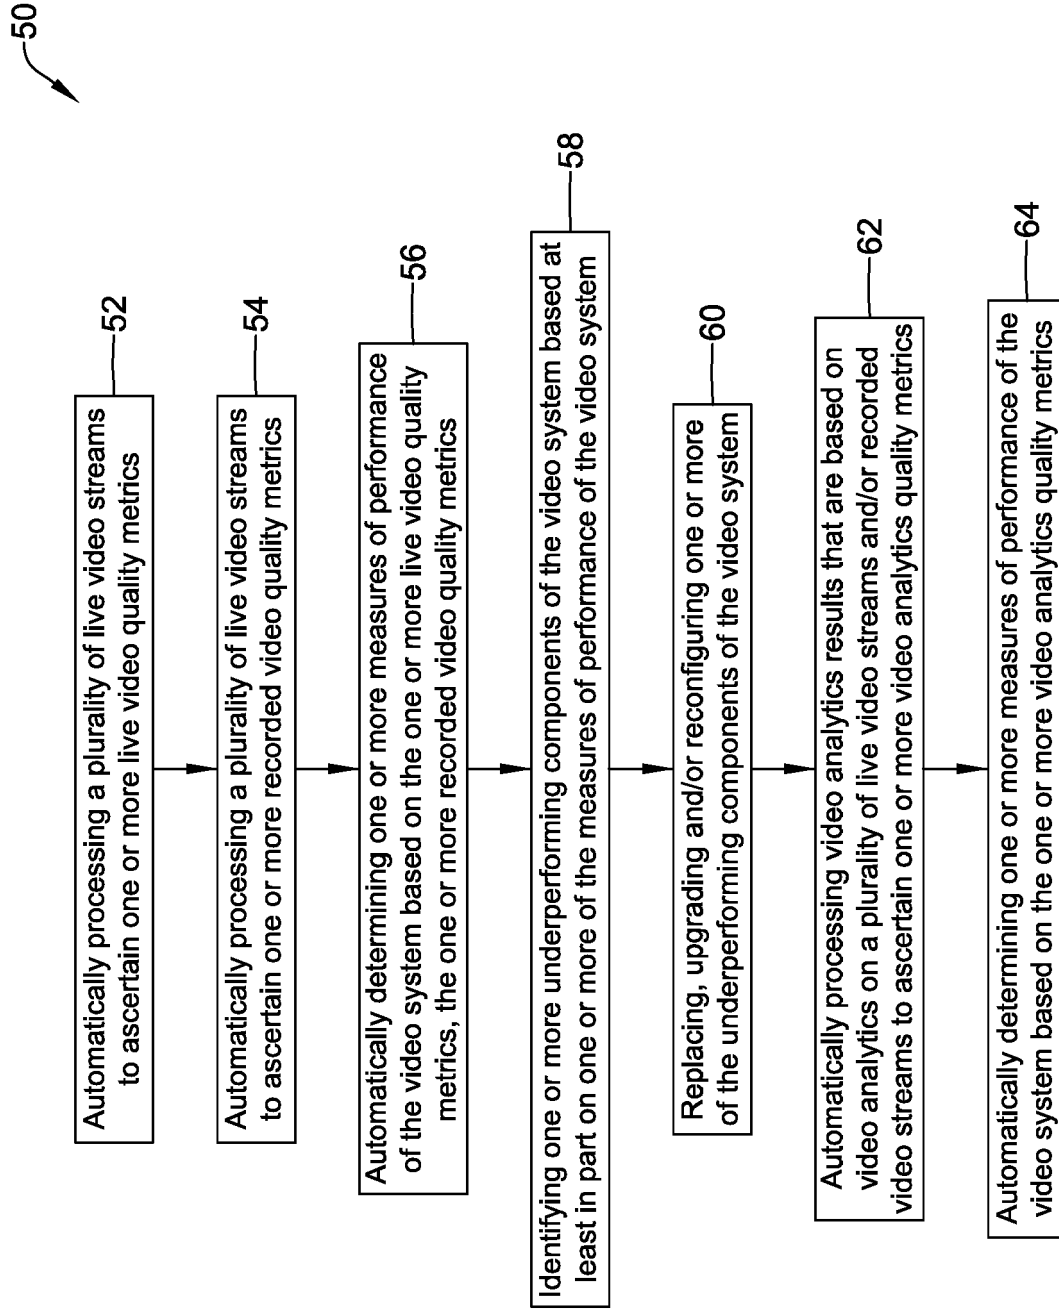 50
Automatically processing a plurality of live video streams
to ascertain one or more live video quality metrics
52
Automatically processing a plurality of live video streams
to ascertain one or more recorded video quality metrics
54
Automatically determining one or more measures of performance
of the video system based on the one or more live video quality
metrics, the one or more recorded video quality metrics
56
Identifying one or more underperforming components of the video system based at
least in part on one or more of the measures of performance of the video system
58
Replacing, upgrading and/or reconfiguring one or more
of the underperforming components of the video system
60
Automatically processing video analytics results that are based on
video analytics on a plurality of live video streams and/or recorded
video streams to ascertain one or more video analytics quality metrics
62
Automatically determining one or more measures of performance of the
video system based on the one or more video analytics quality metrics
64